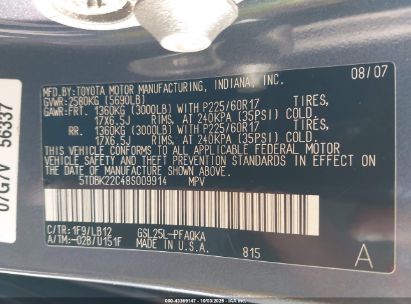 MFD.BY:TOYOTA MOTOR MANUFACTURING, INDIANA, INC. 08/07
GVWR:2580KG (5690LB)
GAWR:FRT. 1360KG (3000LB) WITH P225/60R17 TIRES,
17X6.5J RIMS, AT 240KPA (35PSI) COLD.
RR. 1360KG (3000LB) WITH P225/60R17 TIRES,
17X6.5J RIMS, AT 240KPA (35PSI) COLD.
THIS VEHICLE CONFORMS TO ALL APPLICABLE FEDERAL MOTOR
VEHICLE SAFETY AND THEFT PREVENTION STANDARDS IN EFFECT ON
THE DATE OF MANUFACTURE SHOWN ABOVE.
5TDBK22C48S009914 MPV
C/TR:1F9/LB12 GSL25L-PFAQKA
A/TM:-02B/U151F MADE IN U.S.A. 815 A
07G7V 56337